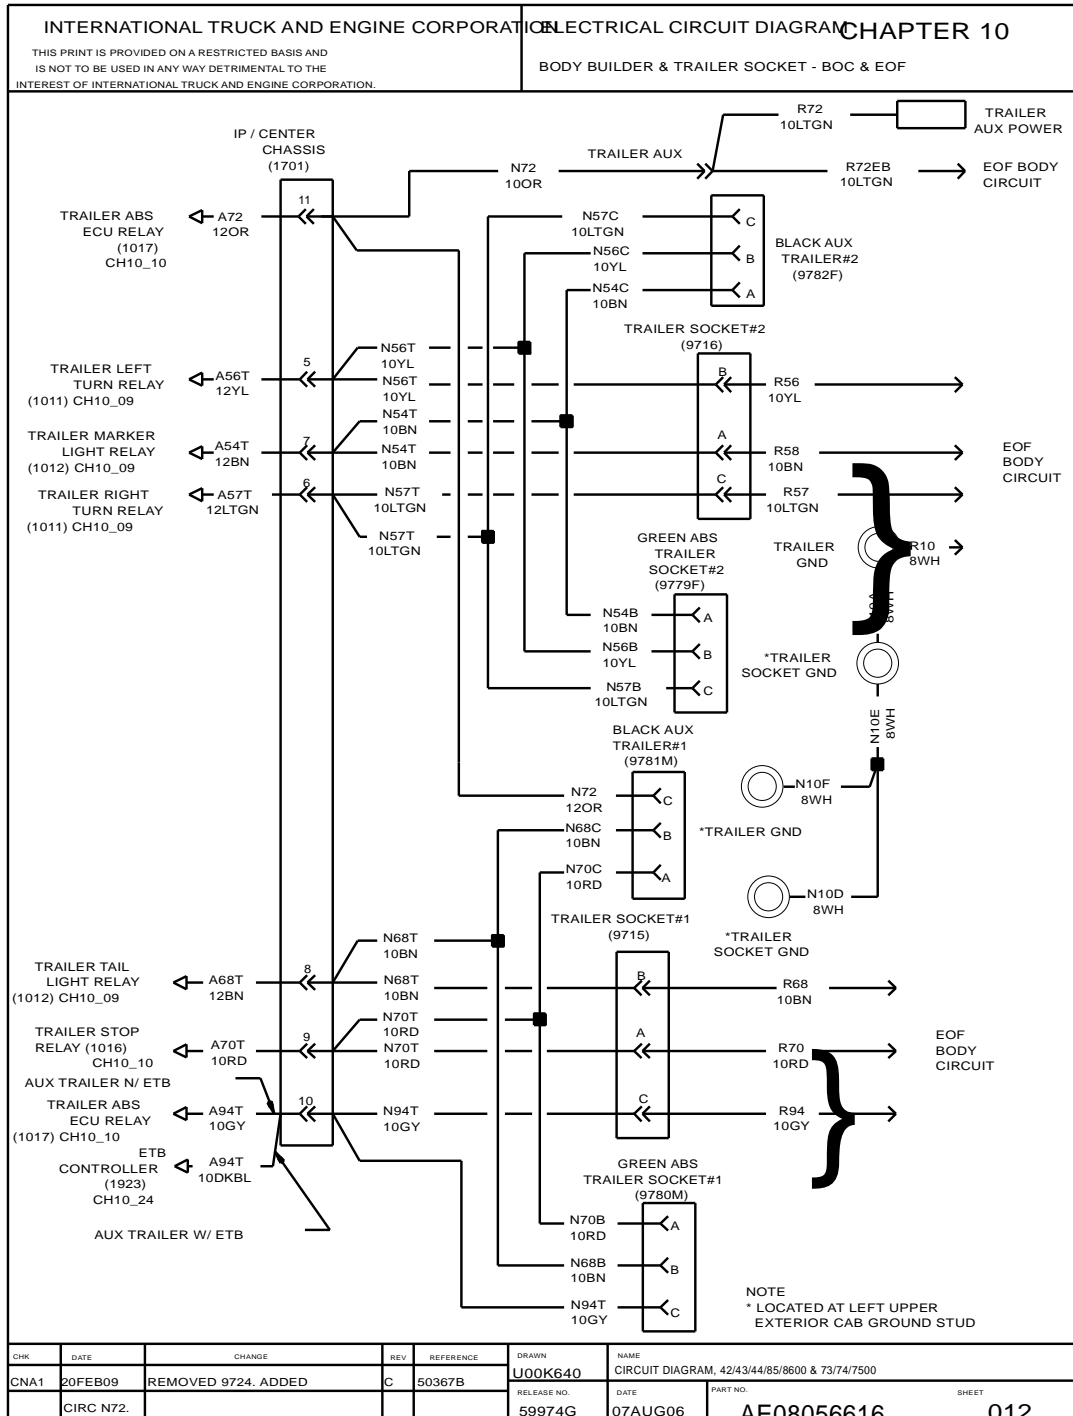 INTERNATIONAL TRUCK AND ENGINE CORPORATION
ELECTRICAL CIRCUIT DIAGRAM
CHAPTER 10
THIS PRINT IS PROVIDED ON A RESTRICTED BASIS AND
IS NOT TO BE USED IN ANY WAY DETRIMENTAL TO THE
INTEREST OF INTERNATIONAL TRUCK AND ENGINE CORPORATION.
BODY BUILDER & TRAILER SOCKET - BOC & EOF
IP / CENTER
CHASSIS
(1701)
R72
10LTGN
TRAILER
AUX POWER
TRAILER AUX
N72
10OR
R72EB
10LTGN
EOF BODY
CIRCUIT
TRAILER ABS
ECU RELAY
(1017)
CH10_10
A72
12OR
11
N57C
10LTGN
C
N56C
10YL
B
N54C
10BN
A
BLACK AUX
TRAILER#2
(9782F)
TRAILER SOCKET#2
(9716)
TRAILER LEFT
TURN RELAY
(1011) CH10_09
A56T
12YL
5
N56T
10YL
N56T
10YL
B
R56
10YL
TRAILER MARKER
LIGHT RELAY
(1012) CH10_09
A54T
12BN
7
N54T
10BN
N54T
10BN
A
R58
10BN
EOF
BODY
CIRCUIT
TRAILER RIGHT
TURN RELAY
(1011) CH10_09
A57T
12LTGN
6
N57T
10LTGN
C
R57
10LTGN
N57T
10LTGN
GREEN ABS
TRAILER
SOCKET#2
(9779F)
TRAILER
GND
R10
8WH
8WH
N54B
10BN
A
N56B
10YL
B
N57B
10LTGN
C
*TRAILER
SOCKET GND
N10E
8WH
BLACK AUX
TRAILER#1
(9781M)
N72
12OR
C
N68C
10BN
B
N70C
10RD
A
N10F
8WH
*TRAILER GND
N10D
8WH
*TRAILER
SOCKET GND
TRAILER SOCKET#1
(9715)
N68T
10BN
TRAILER TAIL
LIGHT RELAY
(1012) CH10_09
A68T
12BN
8
N68T
10BN
B
R68
10BN
TRAILER STOP
RELAY (1016)
CH10_10
A70T
10RD
9
N70T
10RD
N70T
10RD
A
R70
10RD
EOF
BODY
CIRCUIT
AUX TRAILER N/ ETB
TRAILER ABS
ECU RELAY
(1017) CH10_10
A94T
10GY
10
N94T
10GY
C
R94
10GY
ETB
CONTROLLER
(1923)
CH10_24
A94T
10DKBL
AUX TRAILER W/ ETB
GREEN ABS
TRAILER SOCKET#1
(9780M)
N70B
10RD
A
N68B
10BN
B
N94T
10GY
C
NOTE
* LOCATED AT LEFT UPPER
EXTERIOR CAB GROUND STUD
CHK DATE CHANGE REV REFERENCE
CNA1 20FEB09 REMOVED 9724. ADDED C 50367B
CIRC N72.
DRAWN
U00K640
NAME
CIRCUIT DIAGRAM, 42/43/44/85/8600 & 73/74/7500
RELEASE NO.
59974G
DATE
07AUG06
PART NO.
AF08056616
SHEET
012